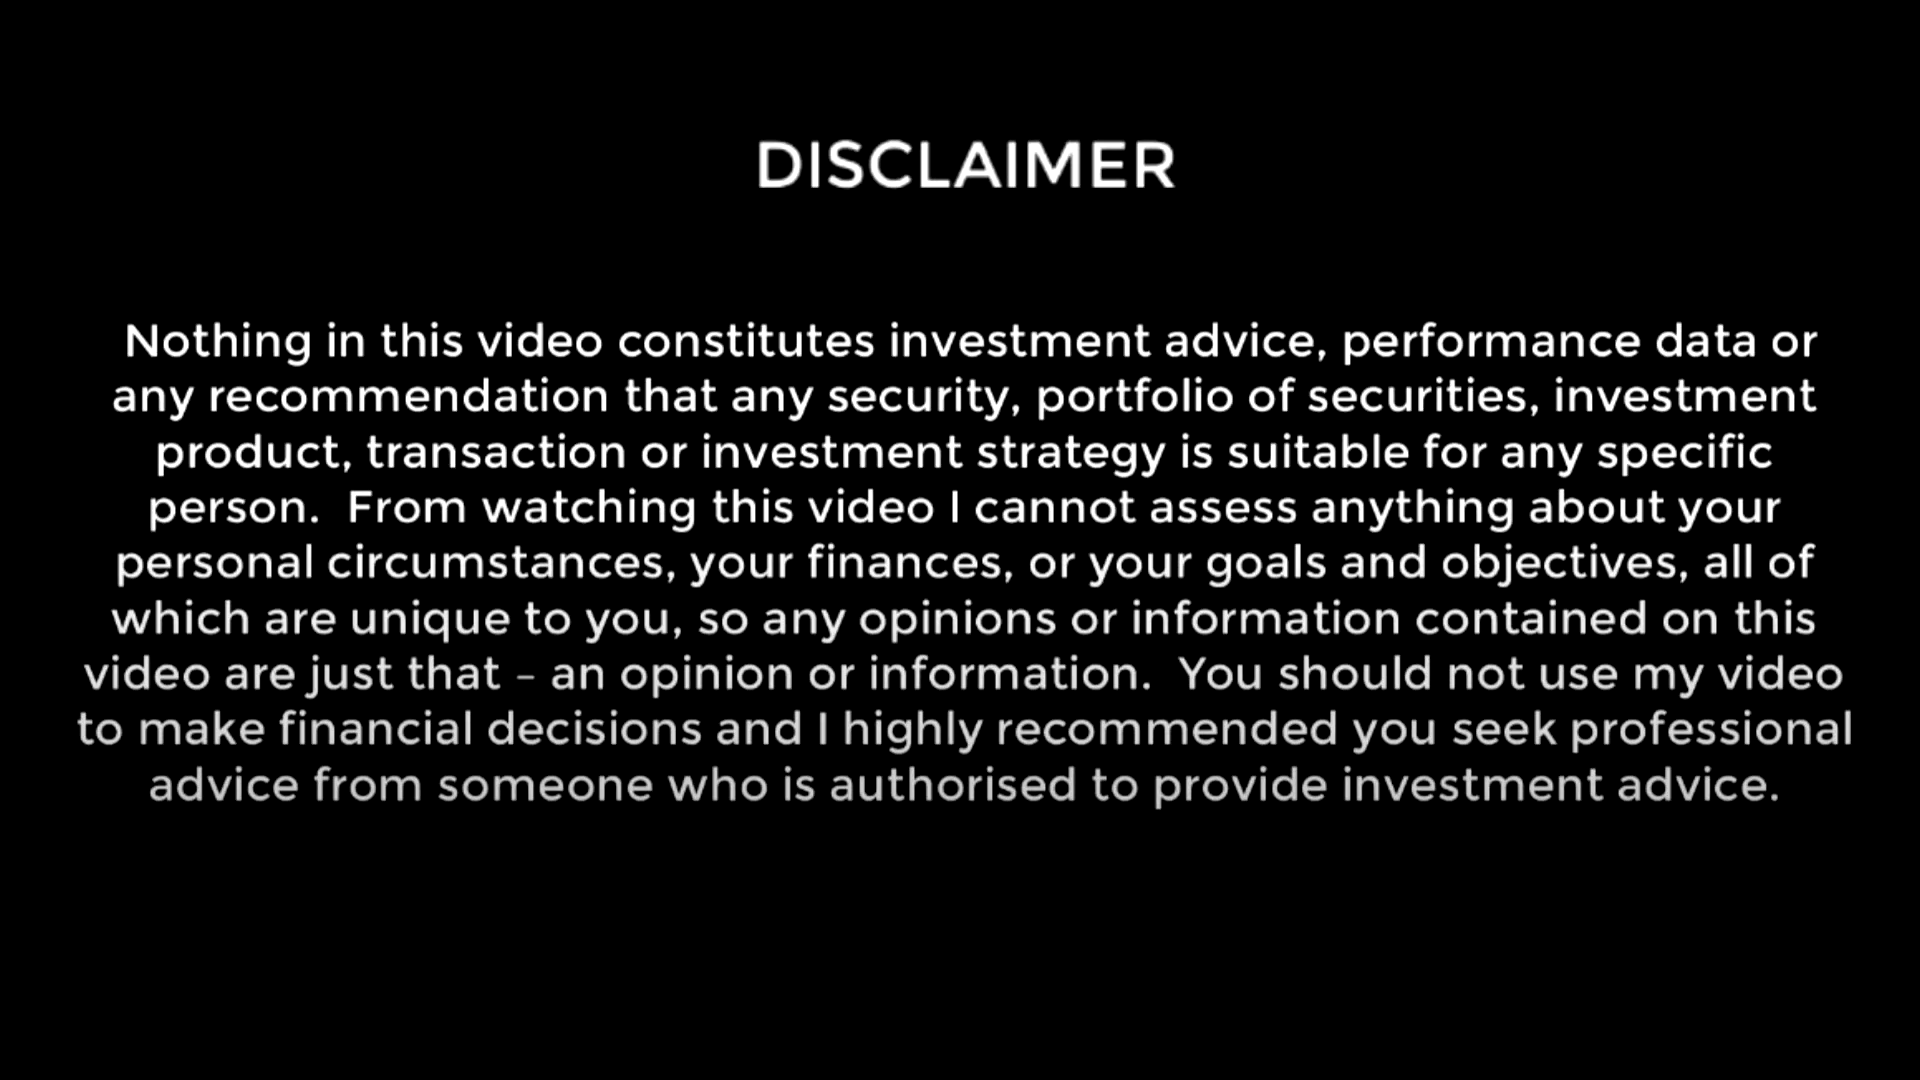 DISCLAIMER
Nothing in this video constitutes investment advice, performance data or
any recommendation that any security, portfolio of securities, investment
product, transaction or investment strategy is suitable for any specific
person.  From watching this video I cannot assess anything about your
personal circumstances, your finances, or your goals and objectives, all of
which are unique to you, so any opinions or information contained on this
video are just that – an opinion or information.  You should not use my video
to make financial decisions and I highly recommended you seek professional
advice from someone who is authorised to provide investment advice.